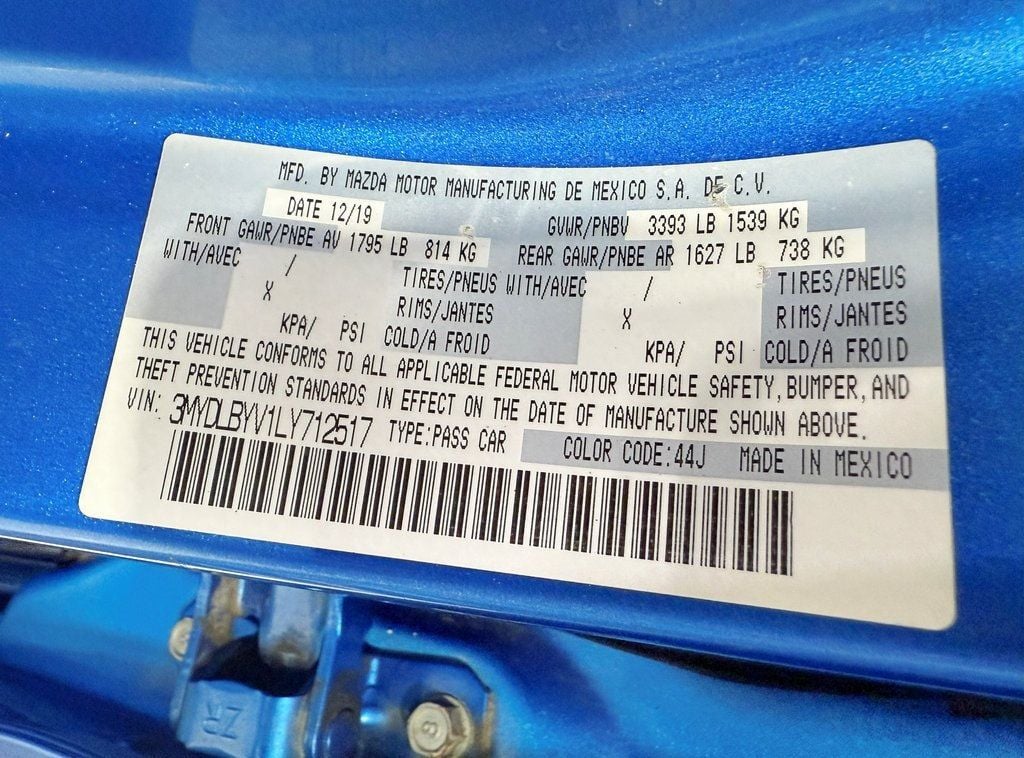 MFD. BY MAZDA MOTOR MANUFACTURING DE MEXICO S.A. DE C.V.
DATE 12/19 GVWR/PNBV 3393 LB 1539 KG
FRONT GAWR/PNBE AV 1795 LB 814 KG REAR GAWR/PNBE AR 1627 LB 738 KG
WITH/AVEC / TIRES/PNEUS WITH/AVEC / TIRES/PNEUS
X RIMS/JANTES X RIMS/JANTES
KPA/ PSI COLD/A FROID KPA/ PSI COLD/A FROID
THIS VEHICLE CONFORMS TO ALL APPLICABLE FEDERAL MOTOR VEHICLE SAFETY, BUMPER, AND
THEFT PREVENTION STANDARDS IN EFFECT ON THE DATE OF MANUFACTURE SHOWN ABOVE.
VIN: 3MYDLBYV1LY712517 TYPE:PASS CAR COLOR CODE:44J MADE IN MEXICO
ZR
8